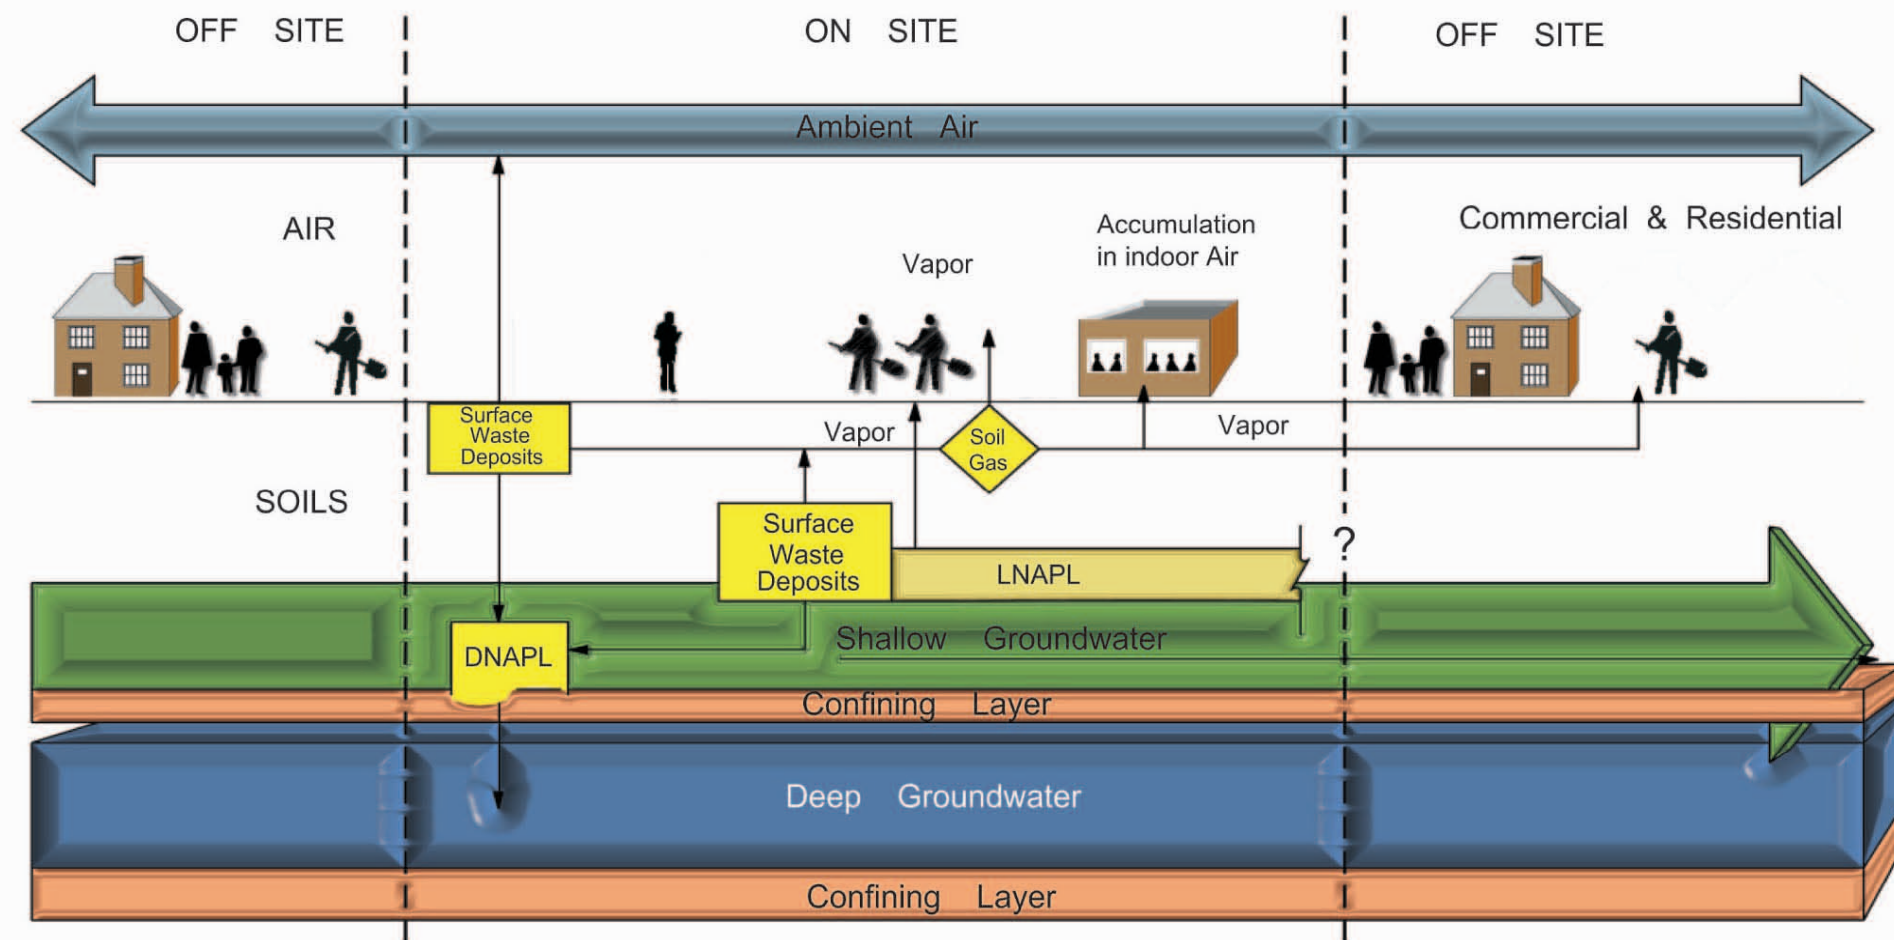 OFF SITE
ON SITE
OFF SITE
Ambient Air
AIR
Vapor
Accumulation
in indoor Air
Commercial & Residential
Surface
Waste
Deposits
Vapor
Soil
Gas
Vapor
SOILS
Surface
Waste
Deposits
LNAPL
?
DNAPL
Shallow Groundwater
Confining Layer
Deep Groundwater
Confining Layer